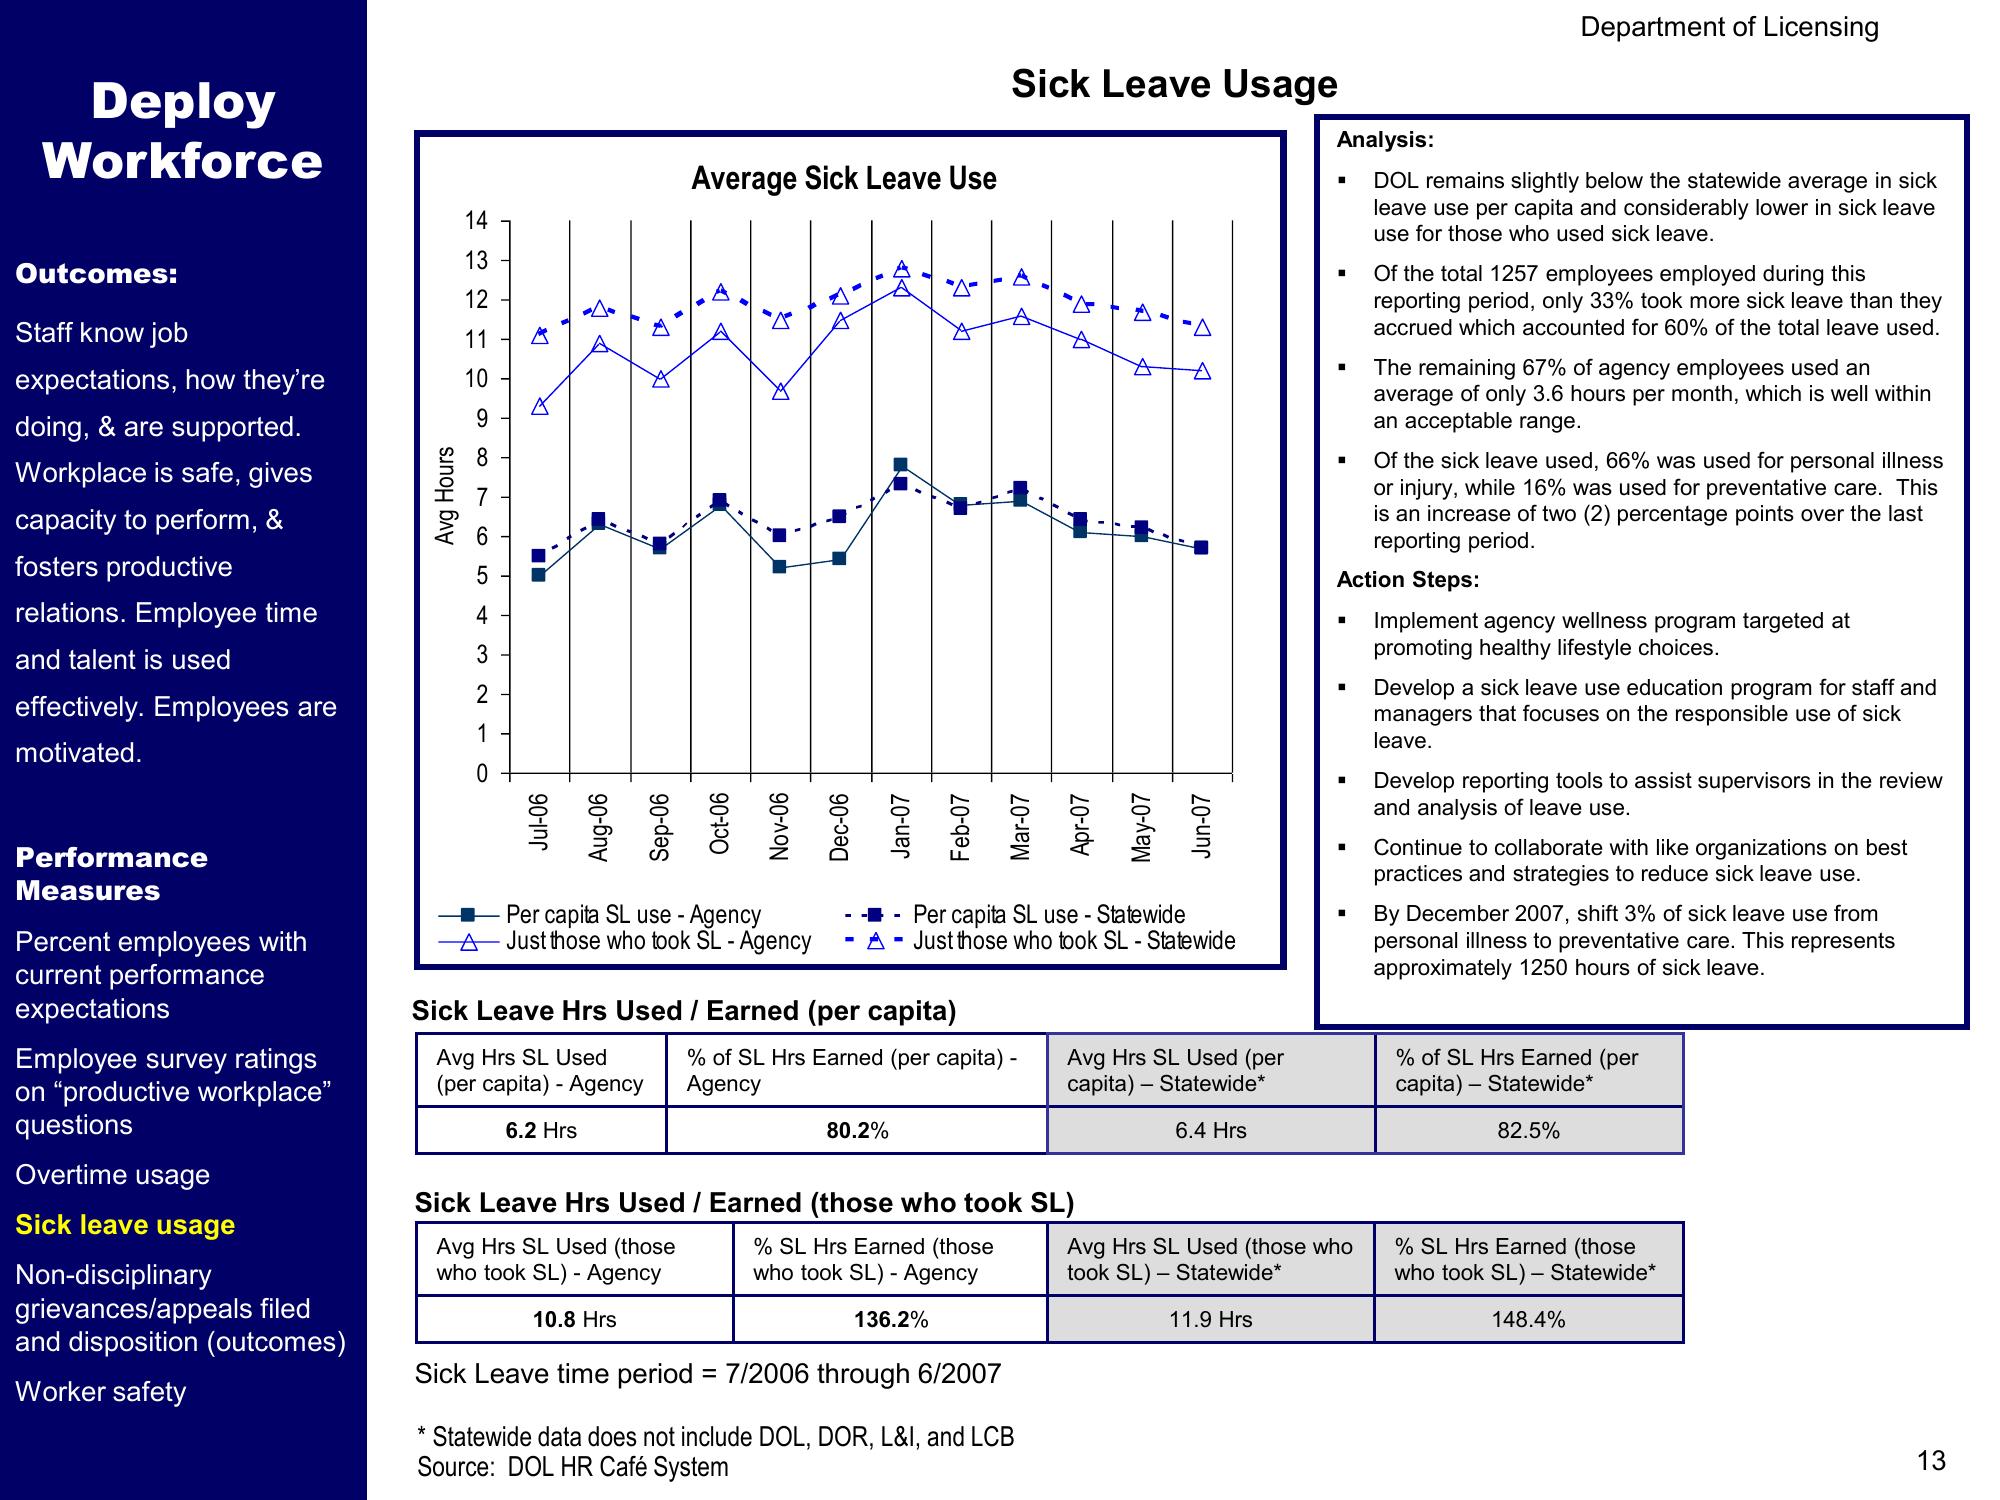 Department of Licensing
Deploy
Workforce
Outcomes:
Staff know job
expectations, how they’re
doing, & are supported.
Workplace is safe, gives
capacity to perform, &
fosters productive
relations. Employee time
and talent is used
effectively. Employees are
motivated.
Performance
Measures
Percent employees with
current performance
expectations
Employee survey ratings
on “productive workplace”
questions
Overtime usage
Sick leave usage
Non-disciplinary
grievances/appeals filed
and disposition (outcomes)
Worker safety
Sick Leave Usage
Average Sick Leave Use
14
13
12
11
10
9
8
7
6
5
4
3
2
1
0
Avg Hours
Jul-06
Aug-06
Sep-06
Oct-06
Nov-06
Dec-06
Jan-07
Feb-07
Mar-07
Apr-07
May-07
Jun-07
Per capita SL use - Agency
Per capita SL use - Statewide
Just those who took SL - Agency
Just those who took SL - Statewide
Analysis:
▪ DOL remains slightly below the statewide average in sick
leave use per capita and considerably lower in sick leave
use for those who used sick leave.
▪ Of the total 1257 employees employed during this
reporting period, only 33% took more sick leave than they
accrued which accounted for 60% of the total leave used.
▪ The remaining 67% of agency employees used an
average of only 3.6 hours per month, which is well within
an acceptable range.
▪ Of the sick leave used, 66% was used for personal illness
or injury, while 16% was used for preventative care. This
is an increase of two (2) percentage points over the last
reporting period.
Action Steps:
▪ Implement agency wellness program targeted at
promoting healthy lifestyle choices.
▪ Develop a sick leave use education program for staff and
managers that focuses on the responsible use of sick
leave.
▪ Develop reporting tools to assist supervisors in the review
and analysis of leave use.
▪ Continue to collaborate with like organizations on best
practices and strategies to reduce sick leave use.
▪ By December 2007, shift 3% of sick leave use from
personal illness to preventative care. This represents
approximately 1250 hours of sick leave.
Sick Leave Hrs Used / Earned (per capita)
Avg Hrs SL Used
(per capita) - Agency
% of SL Hrs Earned (per capita) -
Agency
Avg Hrs SL Used (per
capita) – Statewide*
% of SL Hrs Earned (per
capita) – Statewide*
6.2 Hrs
80.2%
6.4 Hrs
82.5%
Sick Leave Hrs Used / Earned (those who took SL)
Avg Hrs SL Used (those
who took SL) - Agency
% SL Hrs Earned (those
who took SL) - Agency
Avg Hrs SL Used (those who
took SL) – Statewide*
% SL Hrs Earned (those
who took SL) – Statewide*
10.8 Hrs
136.2%
11.9 Hrs
148.4%
Sick Leave time period = 7/2006 through 6/2007
* Statewide data does not include DOL, DOR, L&I, and LCB
Source: DOL HR Café System
13